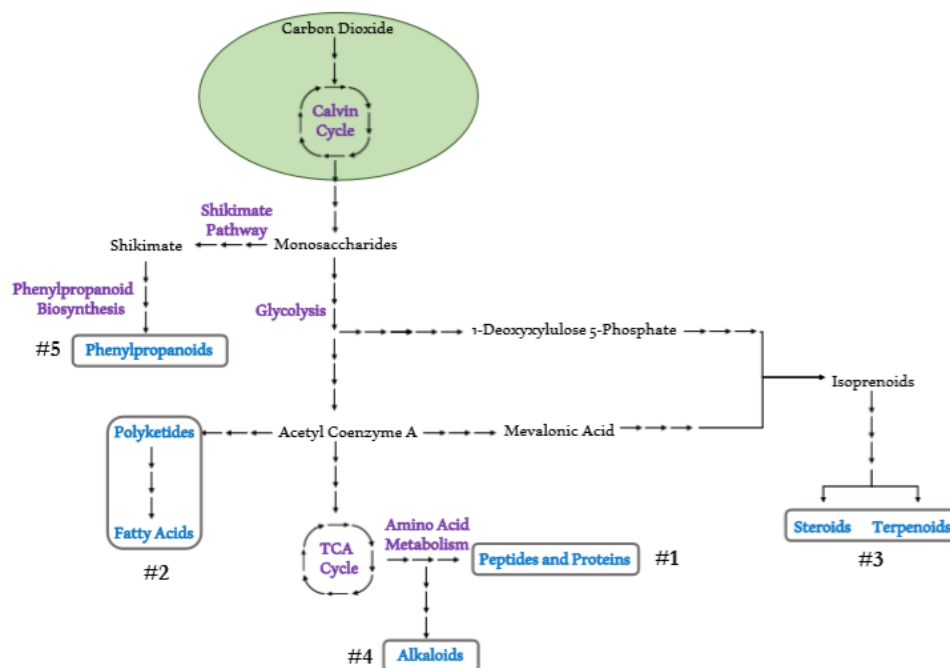 Carbon Dioxide
Calvin
Cycle
Shikimate
Pathway
Shikimate
Monosaccharides
Phenylpropanoid
Biosynthesis
Glycolysis
1-Deoxyxylulose 5-Phosphate
#5
Phenylpropanoids
Isoprenoids
Polyketides
Acetyl Coenzyme A
Mevalonic Acid
Fatty Acids
#2
Amino Acid
Metabolism
TCA
Cycle
Peptides and Proteins
#1
Steroids
Terpenoids
#3
#4
Alkaloids